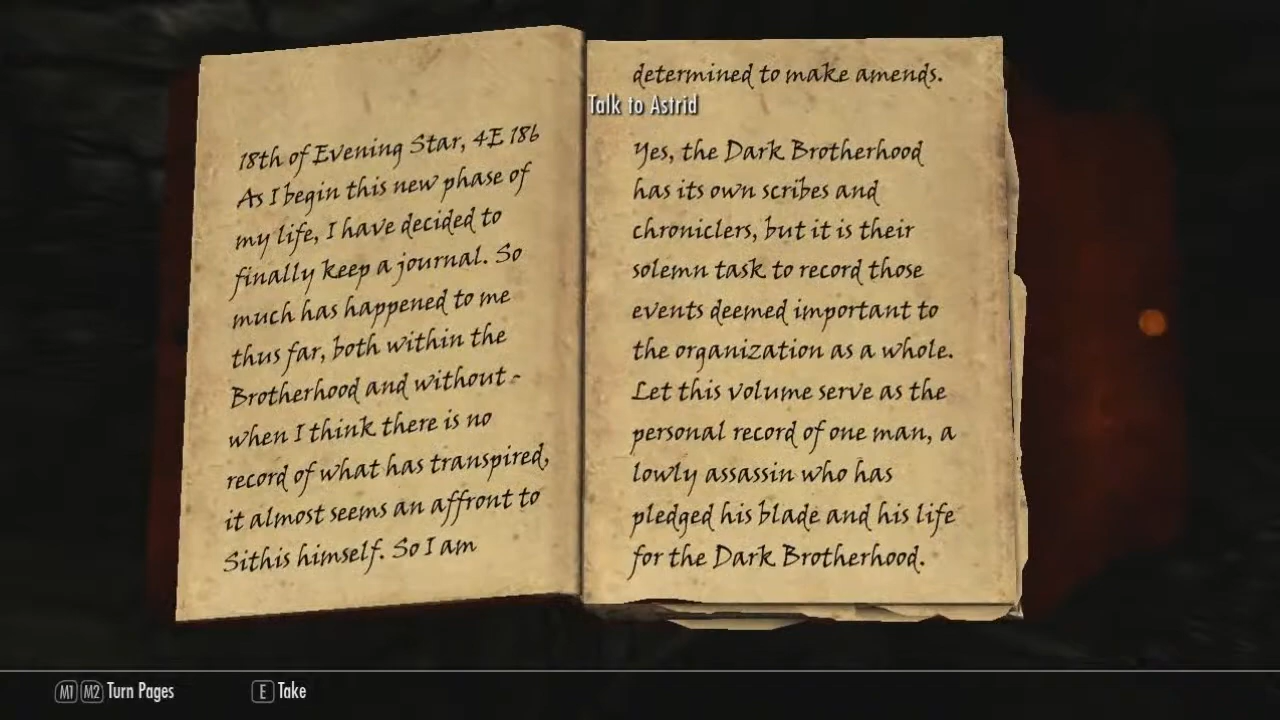 18th of Evening Star, 4E 186
As I begin this new phase of
my life, I have decided to
finally keep a journal. So
much has happened to me
thus far, both within the
Brotherhood and without -
when I think there is no
record of what has transpired,
it almost seems an affront to
Sithis himself. So I am
determined to make amends.
Talk to Astrid
Yes, the Dark Brotherhood
has its own scribes and
chroniclers, but it is their
solemn task to record those
events deemed important to
the organization as a whole.
Let this volume serve as the
personal record of one man, a
lowly assassin who has
pledged his blade and his life
for the Dark Brotherhood.
M1 M2 Turn Pages
E Take